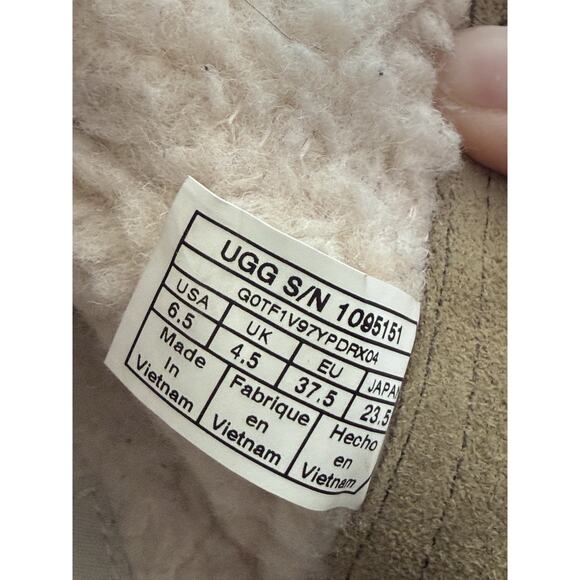 UGG S/N 1095151
G0TF1V97YPDRX04
USA UK EU JAPAN
6.5 4.5 37.5 23.5
Made Fabrique Hecho
In en en
Vietnam Vietnam Vietnam